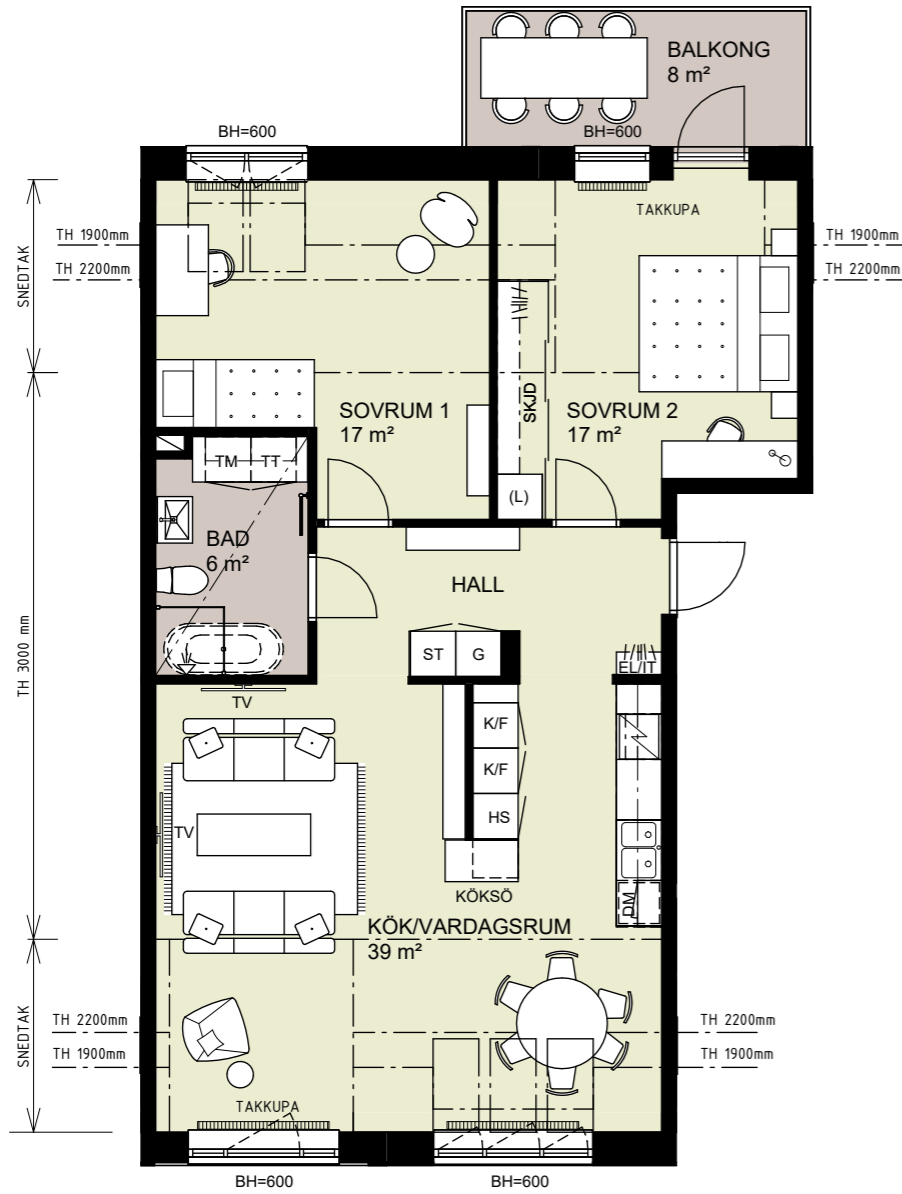 BALKONG
8 m²
BH=600
BH=600
TAKKUPA
TH 1900mm
TH 1900mm
TH 2200mm
TH 2200mm
SNEDTAK
SKJD
SOVRUM 1
17 m²
SOVRUM 2
17 m²
TM
TT
(L)
BAD
6 m²
HALL
TH 3000 mm
ST
G
EL/IT
TV
K/F
K/F
HS
TV
KÖKSÖ
DM
KÖK/VARDAGSRUM
39 m²
SNEDTAK
TH 2200mm
TH 2200mm
TH 1900mm
TH 1900mm
TAKKUPA
BH=600
BH=600